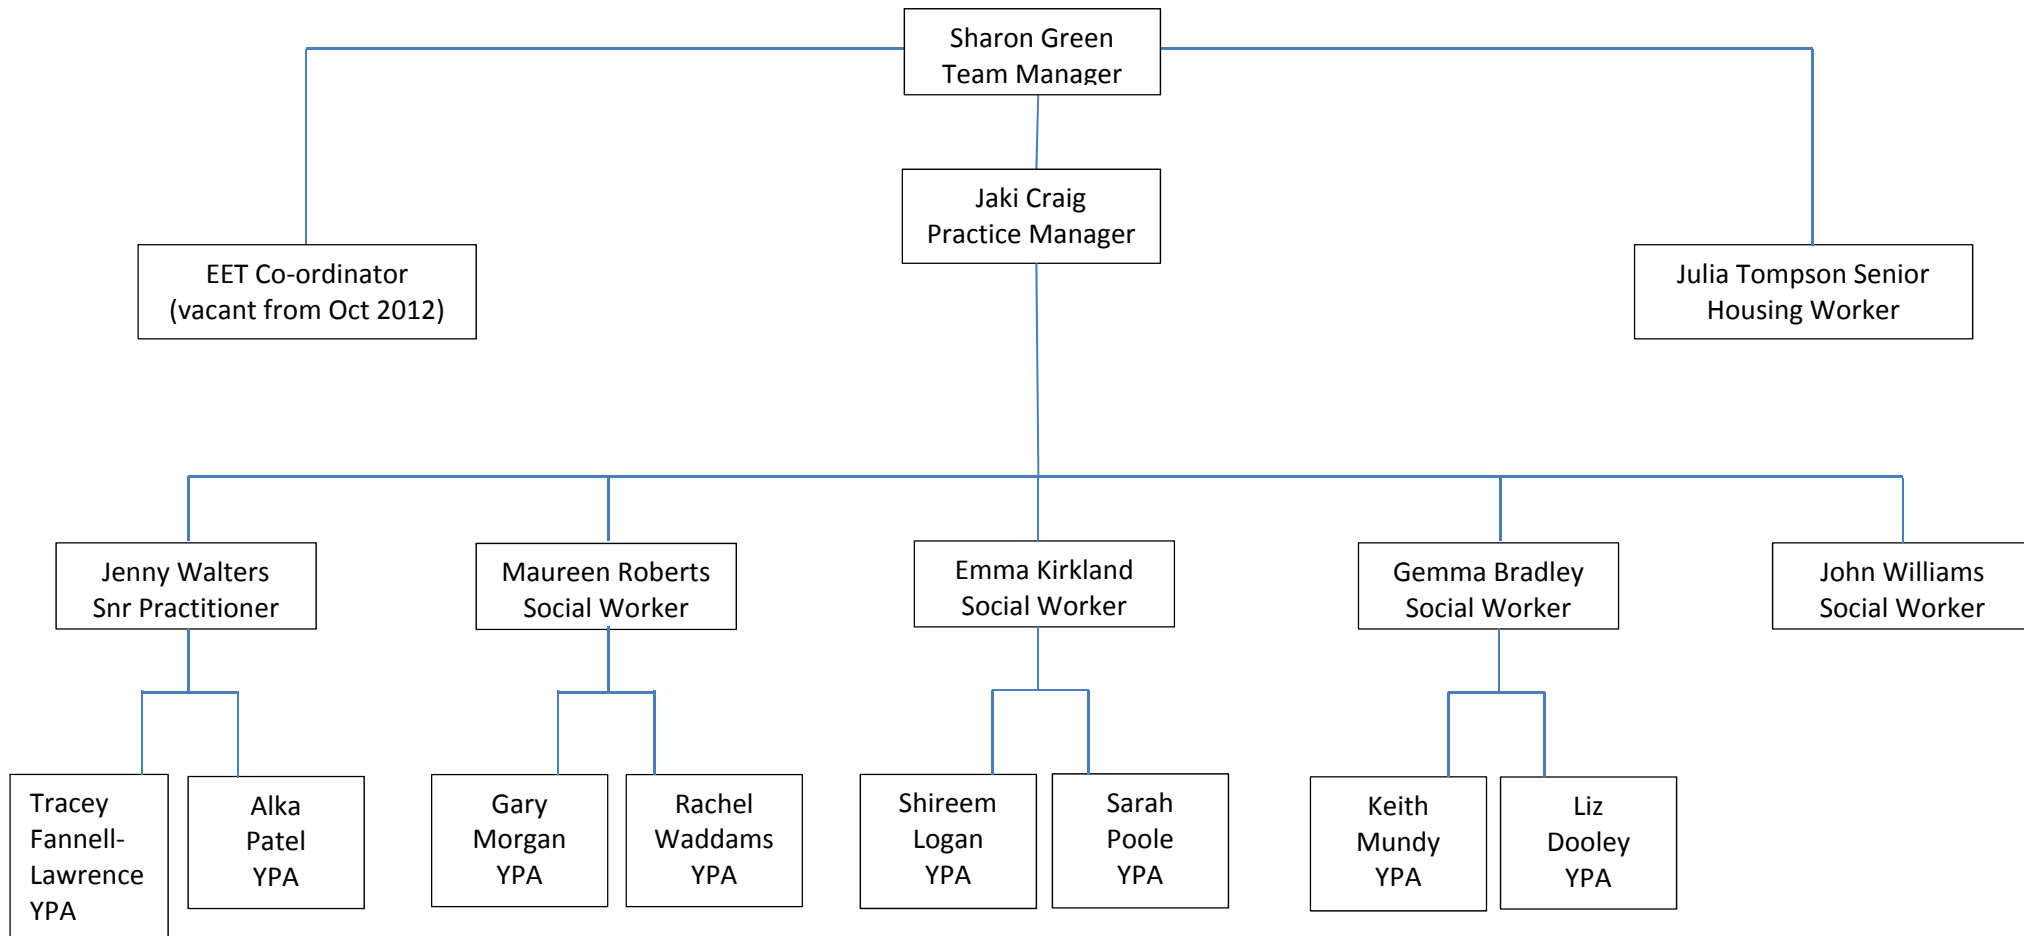 Sharon Green
Team Manager
Jaki Craig
Practice Manager
EET Co-ordinator
(vacant from Oct 2012)
Julia Tompson Senior
Housing Worker
Jenny Walters
Snr Practitioner
Maureen Roberts
Social Worker
Emma Kirkland
Social Worker
Gemma Bradley
Social Worker
John Williams
Social Worker
Tracey
Fannell-
Lawrence
YPA
Alka
Patel
YPA
Gary
Morgan
YPA
Rachel
Waddams
YPA
Shireem
Logan
YPA
Sarah
Poole
YPA
Keith
Mundy
YPA
Liz
Dooley
YPA